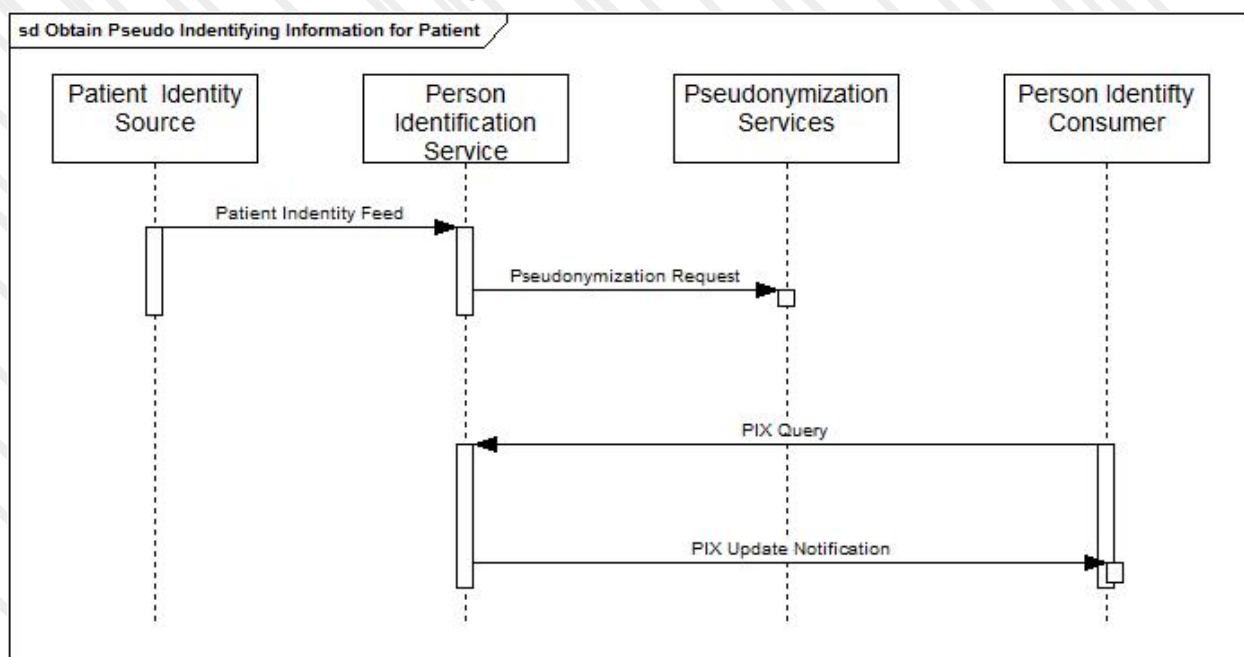 sd Obtain Pseudo Indentifying Information for Patient
Patient Identity
Source
Person
Identification
Service
Pseudonymization
Services
Person Identifty
Consumer
Patient Indentity Feed
Pseudonymization Request
PIX Query
PIX Update Notification